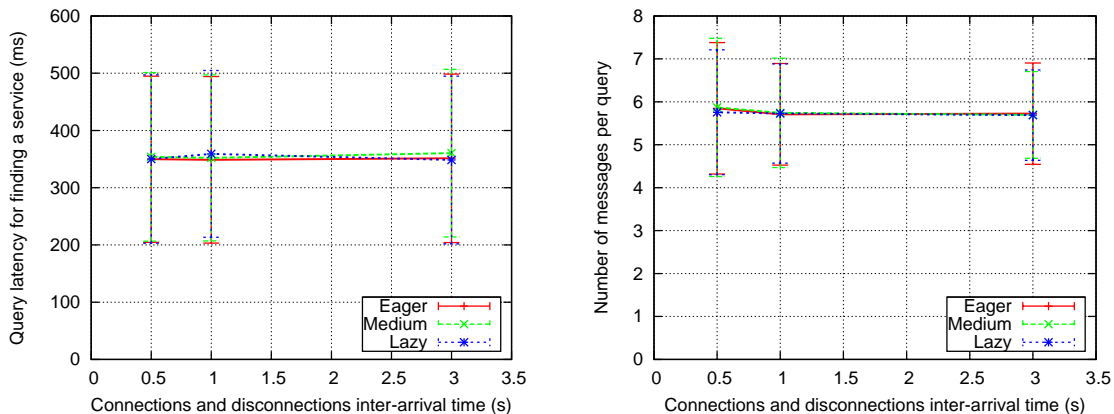 Query latency for finding a service (ms)
600
500
400
300
200
100
0
Eager
Medium
Lazy
0 0.5 1 1.5 2 2.5 3 3.5
Connections and disconnections inter-arrival time (s)
Number of messages per query
8
7
6
5
4
3
2
1
0
Eager
Medium
Lazy
0 0.5 1 1.5 2 2.5 3 3.5
Connections and disconnections inter-arrival time (s)